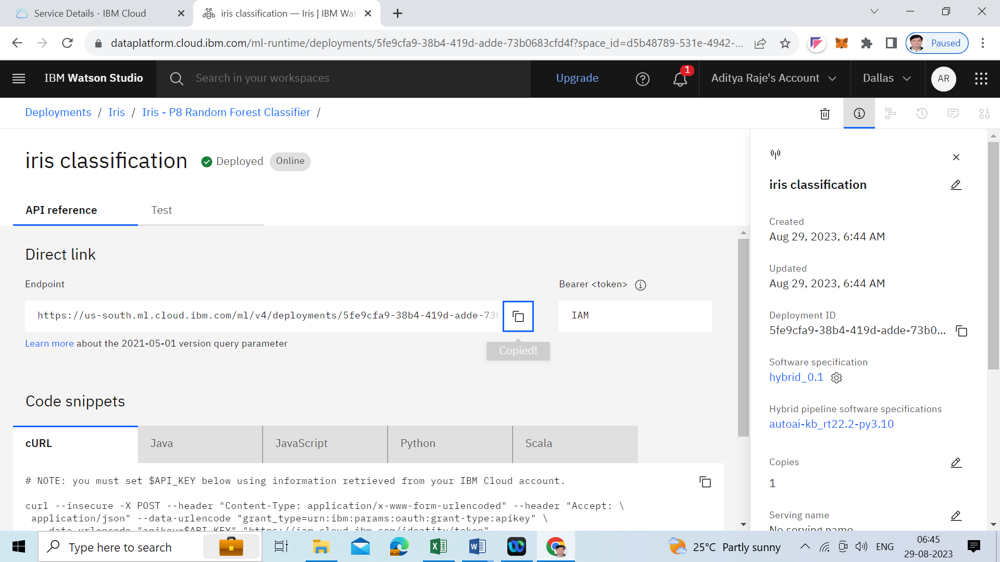 Service Details - IBM Cloud
iris classification — Iris | IBM Wat
dataplatform.cloud.ibm.com/ml-runtime/deployments/5fe9cfa9-38b4-419d-adde-73b0683cfd4f?space_id=d5b48789-531e-4942-...
Paused
IBM Watson Studio
Search in your workspaces
Upgrade
1
Aditya Raje's Account
Dallas
AR
Deployments / Iris / Iris - P8 Random Forest Classifier /
iris classification
Deployed
Online
API reference
Test
Direct link
Endpoint
https://us-south.ml.cloud.ibm.com/ml/v4/deployments/5fe9cfa9-38b4-419d-adde-73b
Bearer <token>
IAM
Learn more about the 2021-05-01 version query parameter
Copied!
Code snippets
cURL
Java
JavaScript
Python
Scala
# NOTE: you must set $API_KEY below using information retrieved from your IBM Cloud account.
curl --insecure -X POST --header "Content-Type: application/x-www-form-urlencoded" --header "Accept: \
application/json" --data-urlencode "grant_type=urn:ibm:params:oauth:grant-type:apikey" \
--data-urlencode "apikey=$API_KEY" "https://iam.cloud.ibm.com/identity/token"
iris classification
Created
Aug 29, 2023, 6:44 AM
Updated
Aug 29, 2023, 6:44 AM
Deployment ID
5fe9cfa9-38b4-419d-adde-73b0...
Software specification
hybrid_0.1
Hybrid pipeline software specifications
autoai-kb_rt22.2-py3.10
Copies
1
Serving name
No serving name
Type here to search
25°C Partly sunny
ENG
06:45
29-08-2023